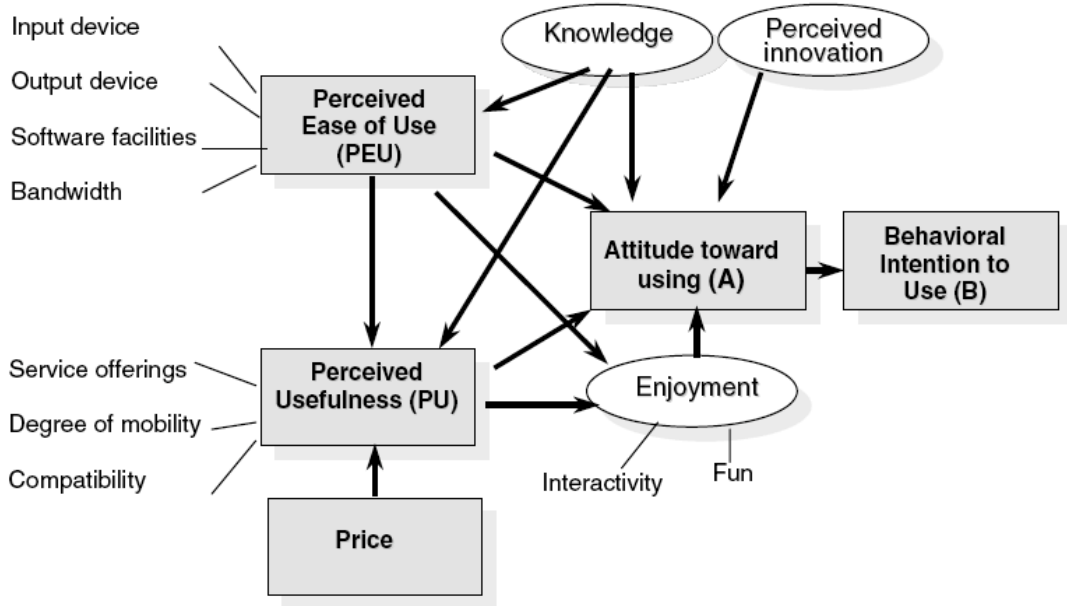 Input device
Output device
Software facilities
Bandwidth
Perceived
Ease of Use
(PEU)
Knowledge
Perceived
innovation
Attitude toward
using (A)
Behavioral
Intention to
Use (B)
Service offerings
Degree of mobility
Compatibility
Perceived
Usefulness (PU)
Enjoyment
Interactivity
Fun
Price